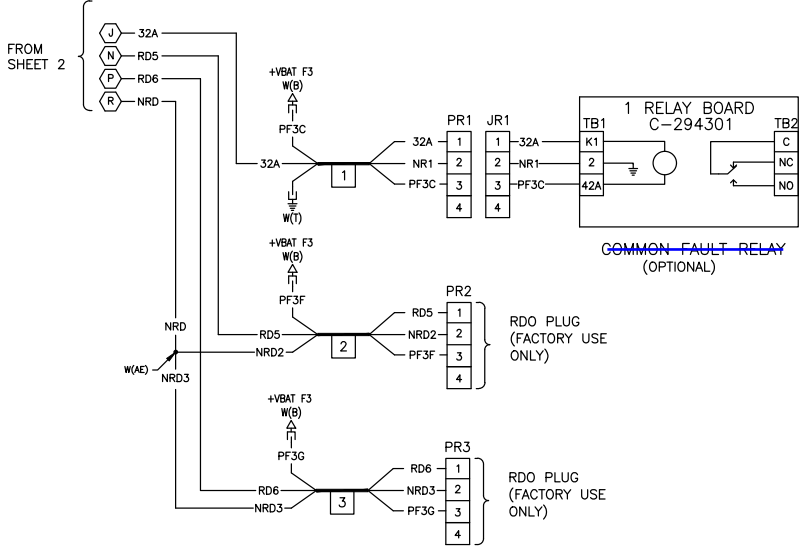 FROM
SHEET 2
J 32A
N RD5
P RD6
R NRD
+VBAT F3
W(B)
PF3C
32A
1
W(T)
32A
NR1
PF3C
PR1
1
2
3
4
JR1
1
2
3
4
32A
NR1
PF3C
1 RELAY BOARD
C-294301
TB1
K1
2
42A
TB2
C
NC
NO
COMMON FAULT RELAY
(OPTIONAL)
+VBAT F3
W(B)
PF3F
NRD
RD5
NRD2
2
W(AE)
NRD3
RD5
NRD2
PF3F
PR2
1
2
3
4
RDO PLUG
(FACTORY USE
ONLY)
+VBAT F3
W(B)
PF3G
RD6
NRD3
3
RD6
NRD3
PF3G
PR3
1
2
3
4
RDO PLUG
(FACTORY USE
ONLY)